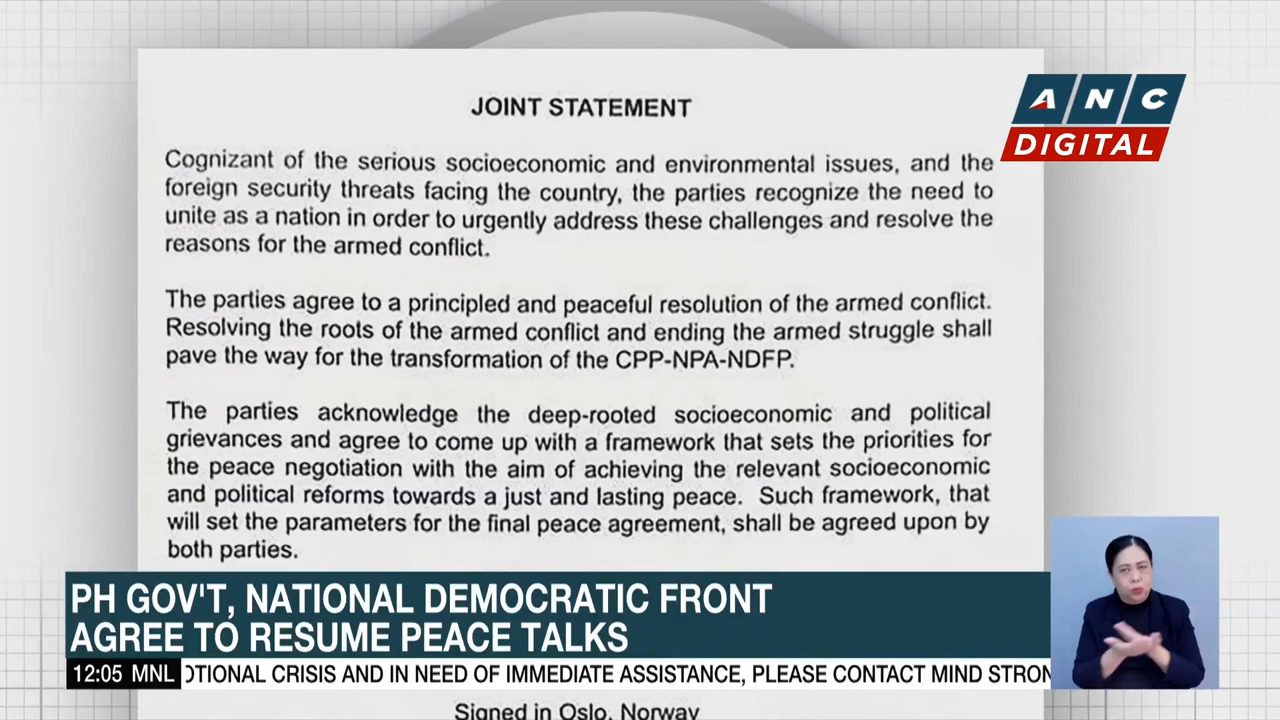 JOINT STATEMENT
Cognizant of the serious socioeconomic and environmental issues, and the
foreign security threats facing the country, the parties recognize the need to
unite as a nation in order to urgently address these challenges and resolve the
reasons for the armed conflict.
The parties agree to a principled and peaceful resolution of the armed conflict.
Resolving the roots of the armed conflict and ending the armed struggle shall
pave the way for the transformation of the CPP-NPA-NDFP.
The parties acknowledge the deep-rooted socioeconomic and political
grievances and agree to come up with a framework that sets the priorities for
the peace negotiation with the aim of achieving the relevant socioeconomic
and political reforms towards a just and lasting peace. Such framework, that
will set the parameters for the final peace agreement, shall be agreed upon by
both parties.
ANC
DIGITAL
PH GOV'T, NATIONAL DEMOCRATIC FRONT
AGREE TO RESUME PEACE TALKS
12:05 MNL OTIONAL CRISIS AND IN NEED OF IMMEDIATE ASSISTANCE, PLEASE CONTACT MIND STRON
Signed in Oslo, Norway